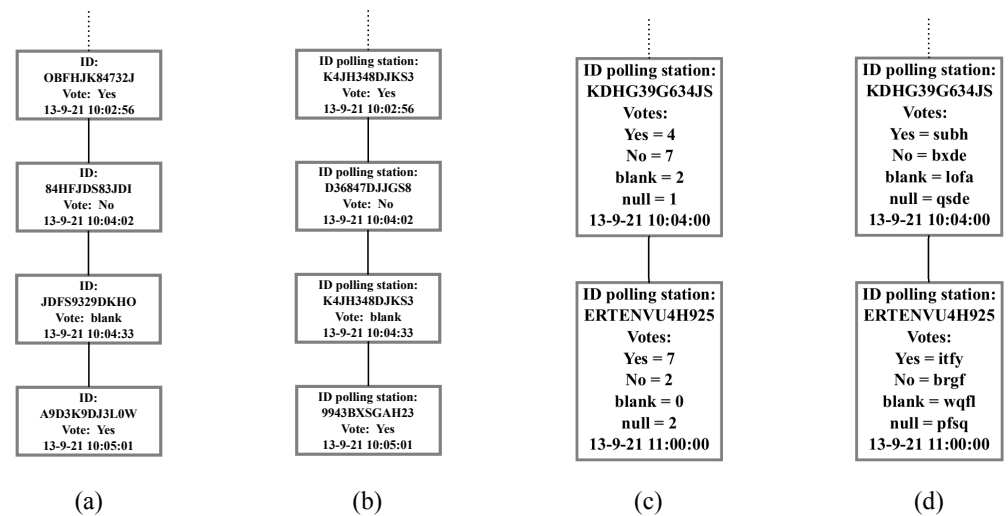 ID:
OBFHJK84732J
Vote: Yes
13-9-21 10:02:56
ID:
84HFJDS83JDI
Vote: No
13-9-21 10:04:02
ID:
JDFS9329DKHO
Vote: blank
13-9-21 10:04:33
ID:
A9D3K9DJ3L0W
Vote: Yes
13-9-21 10:05:01
(a)
ID polling station:
K4JH348DJKS3
Vote: Yes
13-9-21 10:02:56
ID polling station:
D36847DJJGS8
Vote: No
13-9-21 10:04:02
ID polling station:
K4JH348DJKS3
Vote: blank
13-9-21 10:04:33
ID polling station:
9943BXSGAH23
Vote: Yes
13-9-21 10:05:01
(b)
ID polling station:
KDHG39G634JS
Votes:
Yes = 4
No = 7
blank = 2
null = 1
13-9-21 10:04:00
ID polling station:
ERTENVU4H925
Votes:
Yes = 7
No = 2
blank = 0
null = 2
13-9-21 11:00:00
(c)
ID polling station:
KDHG39G634JS
Votes:
Yes = subh
No = bxde
blank = lofa
null = qsde
13-9-21 10:04:00
ID polling station:
ERTENVU4H925
Votes:
Yes = itfy
No = brgf
blank = wqfl
null = pfsq
13-9-21 11:00:00
(d)